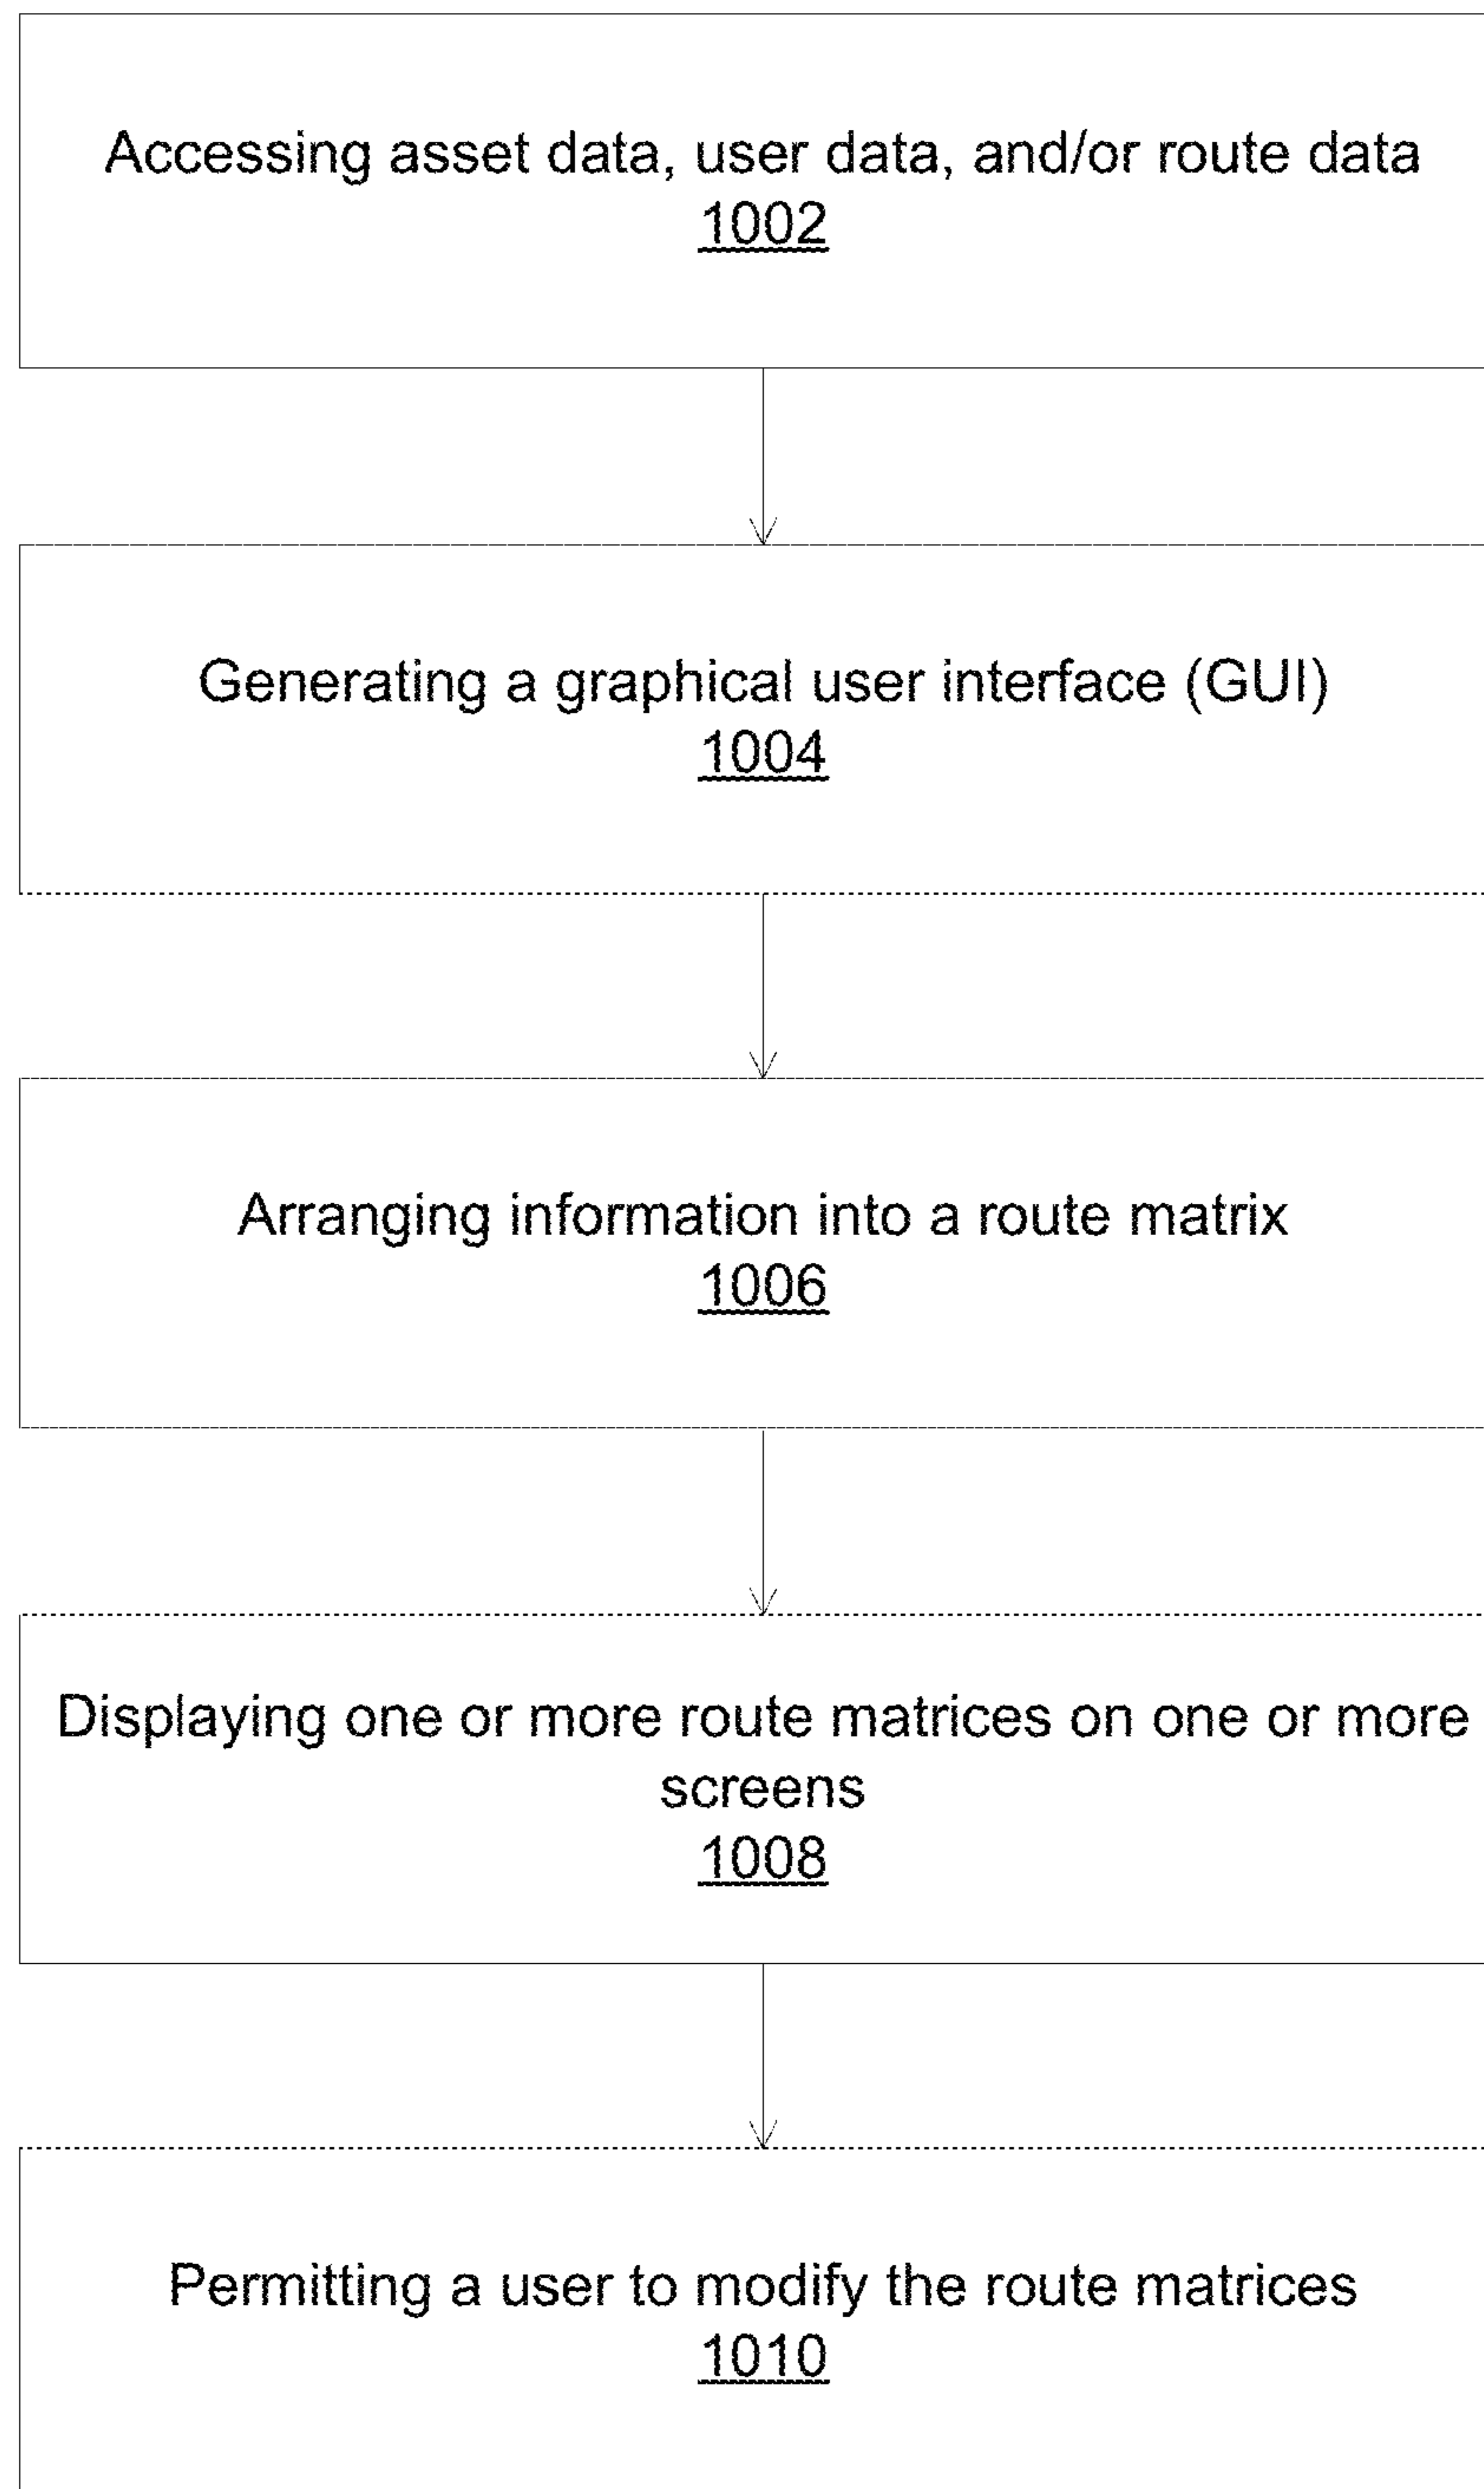 Accessing asset data, user data, and/or route data
1002
Generating a graphical user interface (GUI)
1004
Arranging information into a route matrix
1006
Displaying one or more route matrices on one or more
screens
1008
Permitting a user to modify the route matrices
1010